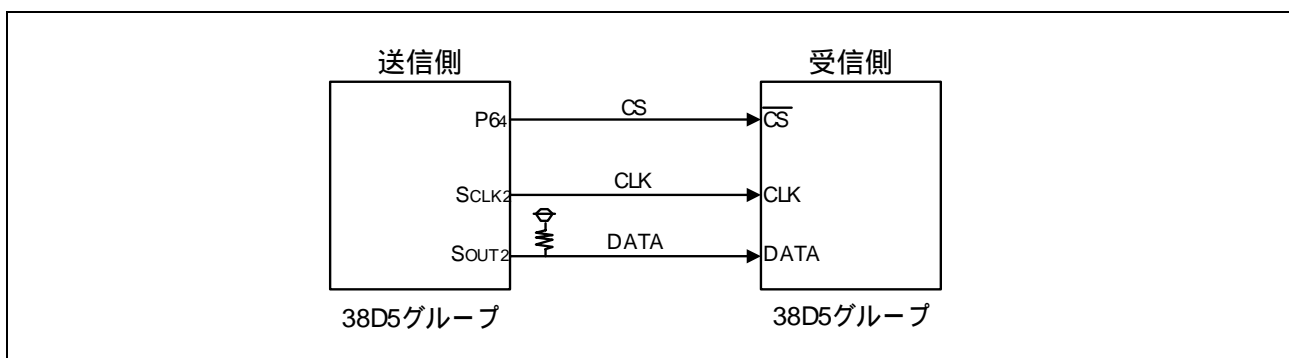 送信側 受信側
P64 CS CS
SCLK2 CLK CLK
SOUT2 DATA DATA
38D5グループ 38D5グループ